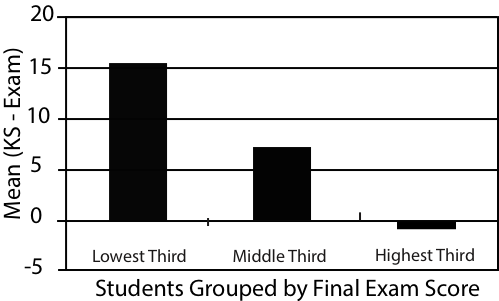 20
15
10
5
0
-5
Mean (KS - Exam)
Lowest Third
Middle Third
Highest Third
Students Grouped by Final Exam Score